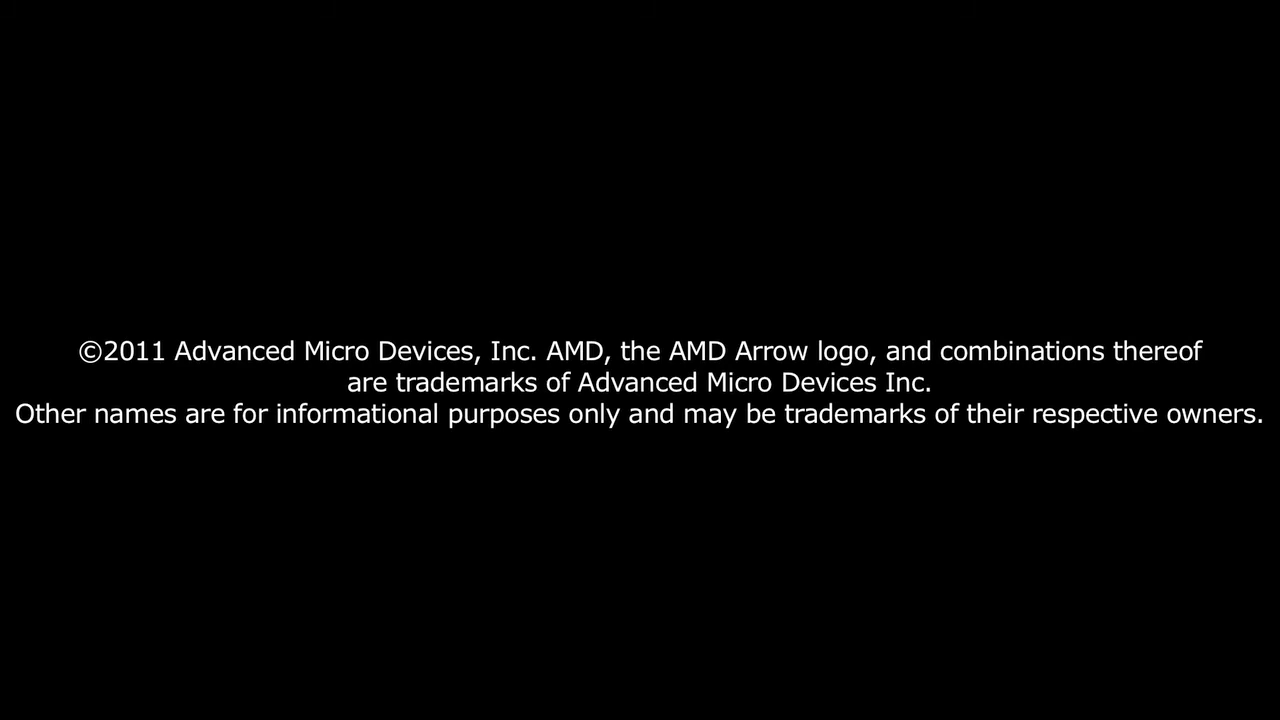 ©2011 Advanced Micro Devices, Inc. AMD, the AMD Arrow logo, and combinations thereof
are trademarks of Advanced Micro Devices Inc.
Other names are for informational purposes only and may be trademarks of their respective owners.